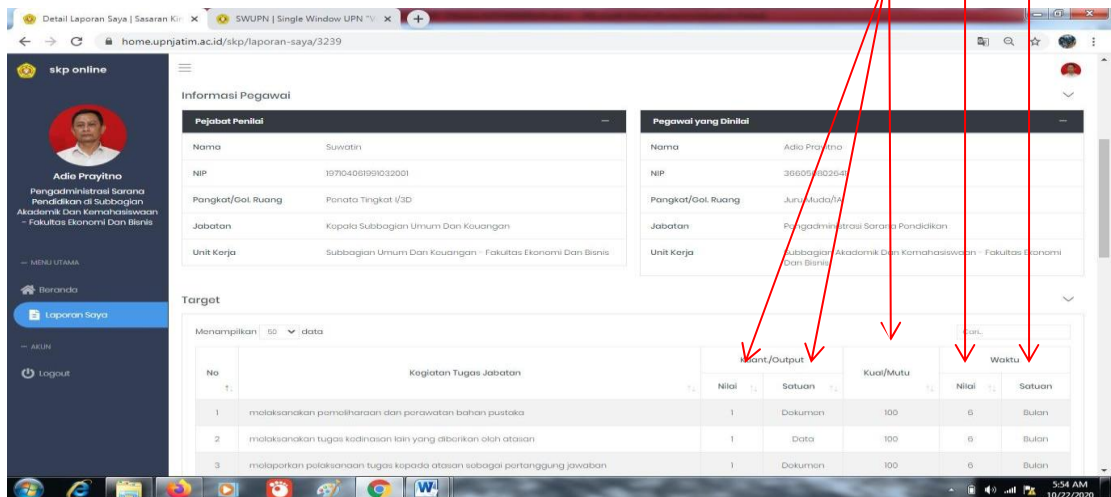 Detail Laporan Saya | Sasaran Kin
SWUPN | Single Window UPN "V
home.upnjatim.ac.id/skp/laporan-saya/3239
skp online
Adie Prayitno
Pengadministrasi Sarana
Pendidikan di Subbagian
Akademik Dan Kemahasiswaan
- Fakultas Ekonomi Dan Bisnis
MENU UTAMA
Beranda
Laporan Saya
AKUN
Logout
Informasi Pegawai
Pejabat Penilai
Nama Suwatin
NIP 197104061991032001
Pangkat/Gol. Ruang Penata Tingkat I/3D
Jabatan Kepala Subbagian Umum Dan Keuangan
Unit Kerja Subbagian Umum Dan Keuangan - Fakultas Ekonomi Dan Bisnis
Pegawai yang Dinilai
Nama Adie Prayitno
NIP
Pangkat/Gol. Ruang Juru Muda/1A
Jabatan Pengadministrasi Sarana Pendidikan
Unit Kerja Subbagian Akademik Dan Kemahasiswaan - Fakultas Ekonomi
Dan Bisnis
Target
Menampilkan 50 data
Cari...
No Kegiatan Tugas Jabatan Kuant./Output Kual/Mutu Waktu
Nilai Satuan Nilai Satuan
1 melaksanakan pemeliharaan dan perawatan bahan pustaka 1 Dokumen 100 6 Bulan
2 melaksanakan tugas kedinasan lain yang diberikan oleh atasan 1 Data 100 6 Bulan
3 melaporkan pelaksanaan tugas kepada atasan sebagai pertanggung jawaban 1 Dokumen 100 6 Bulan
5:54 AM
10/22/2020